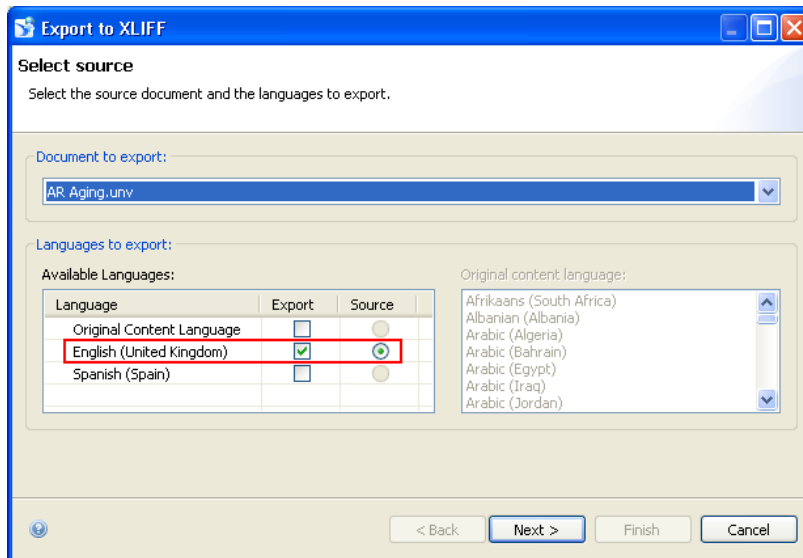 Export to XLIFF
Select source
Select the source document and the languages to export.
Document to export:
AR Aging.unv
Languages to export:
Available Languages:
Language Export Source
Original Content Language
English (United Kingdom)
Spanish (Spain)
Original content language:
Afrikaans (South Africa)
Albanian (Albania)
Arabic (Algeria)
Arabic (Bahrain)
Arabic (Egypt)
Arabic (Iraq)
Arabic (Jordan)
< Back Next > Finish Cancel